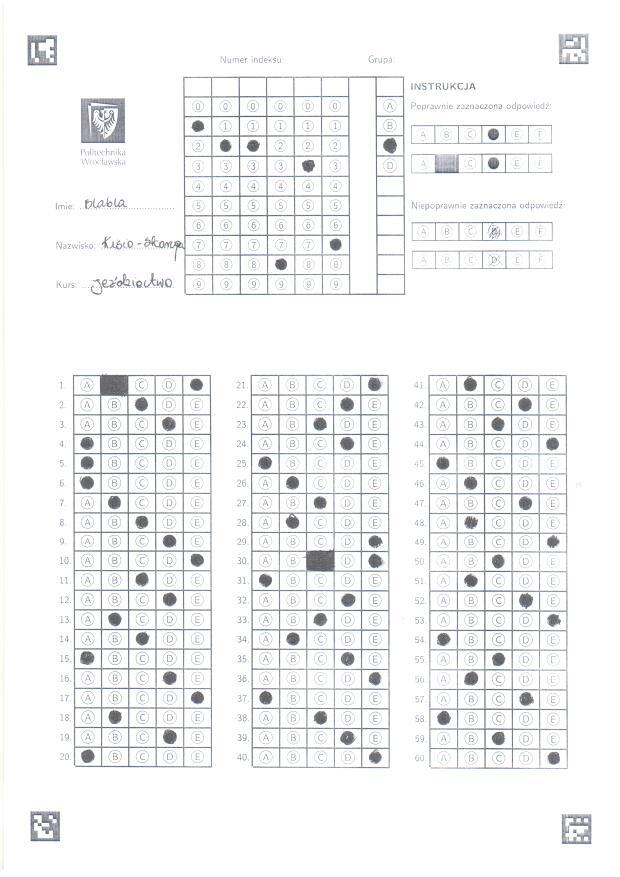 Numer indeksu:
Grupa:
INSTRUKCJA
0 0 0 0 0 0 A
Poprawnie zaznaczona odpowiedź:
1 1 1 1 1 B
A B C E F
2 2 2 2
3 3 3 3 3 D
A C E F
Politechnika
Wrocławska
4 4 4 4 4 4
5 5 5 5 5 5
Imie: Blabla
Niepoprawnie zaznaczona odpowiedź:
6 6 6 6 6 6
A B C D E F
Nazwisko:
7 7 7 7 7
8 8 8 8 8
A B C D E F
Kurs: Jeździectwo
9 9 9 9 9 9
1. A C D
2. A B D E
3. A B C E
4. B C D E
5. B C D E
6. B C D E
7. A C D E
8. A B D E
9. A B C E
10. A B C D
11. A B D E
12. A B C E
13. A C D E
14. A B D E
15. B C D E
16. A B C E
17. A B C D
18. A C D E
19. A B C E
20. B C D E
21. A B C D
22. A B C E
23. A B D E
24. A B C E
25. B C D E
26. A C D E
27. A B D E
28. A C D E
29. A B C D
30. A B D
31. B C D E
32. A B C E
33. A B D E
34. A C D E
35. A B C E
36. A B C D
37. B C D E
38. A B D E
39. A B C E
40. A B C D
41. A C D E
42. A B C E
43. A B D E
44. A B C D
45. B C D E
46. A C D E
47. A B C E
48. A C D E
49. A B C D
50. A B D E
51. A C D E
52. A B C E
53. A B C D
54. B C D E
55. A B D E
56. A C D E
57. A B C E
58. B C D E
59. A B D E
60. A B C D